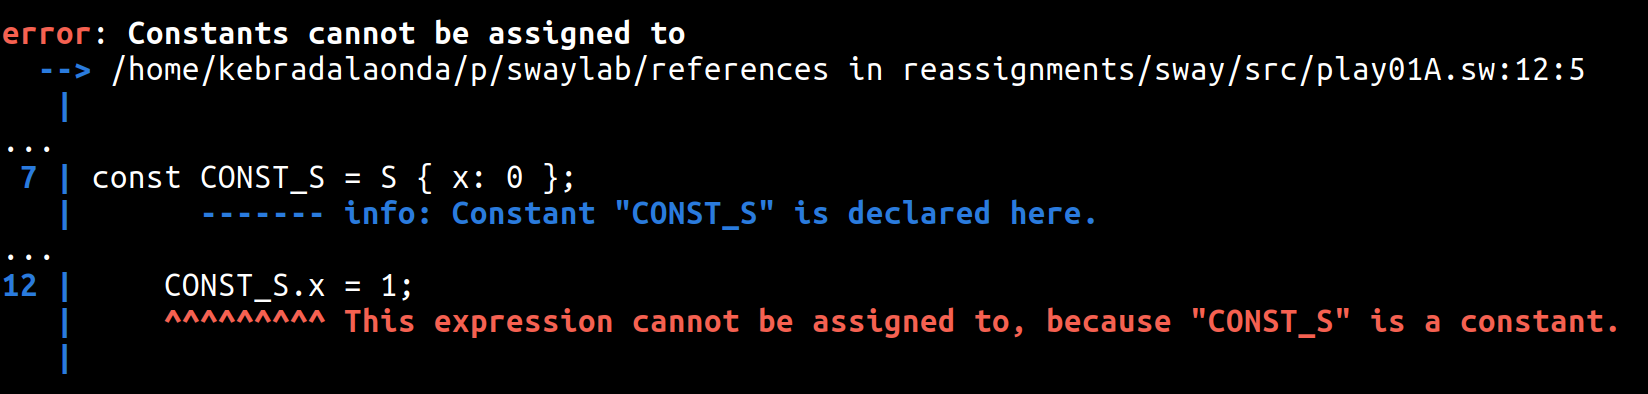 error: Constants cannot be assigned to
  --> /home/kebradalaonda/p/swaylab/references in reassignments/sway/src/play01A.sw:12:5
   |
...
 7 | const CONST_S = S { x: 0 };
   |       ------- info: Constant "CONST_S" is declared here.
...
12 |     CONST_S.x = 1;
   |     ^^^^^^^^^ This expression cannot be assigned to, because "CONST_S" is a constant.
   |